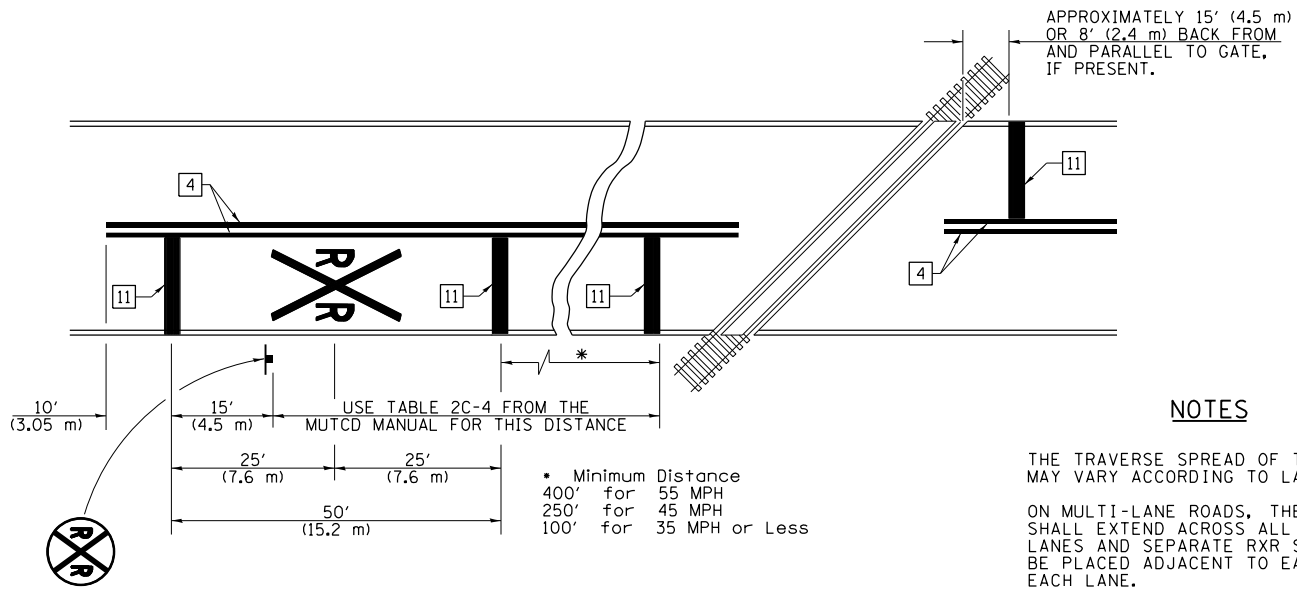 APPROXIMATELY 15' (4.5 m)
OR 8' (2.4 m) BACK FROM
AND PARALLEL TO GATE,
IF PRESENT.
4
11
11
11
11
4
R
R
*
10'
(3.05 m)
15'
(4.5 m)
USE TABLE 2C-4 FROM THE
MUTCD MANUAL FOR THIS DISTANCE
25'
(7.6 m)
25'
(7.6 m)
50'
(15.2 m)
R
R
* Minimum Distance
400' for 55 MPH
250' for 45 MPH
100' for 35 MPH or Less
NOTES
THE TRAVERSE SPREAD OF
MAY VARY ACCORDING TO
ON MULTI-LANE ROADS, THE
SHALL EXTEND ACROSS ALL
LANES AND SEPARATE RXR
BE PLACED ADJACENT TO
EACH LANE.